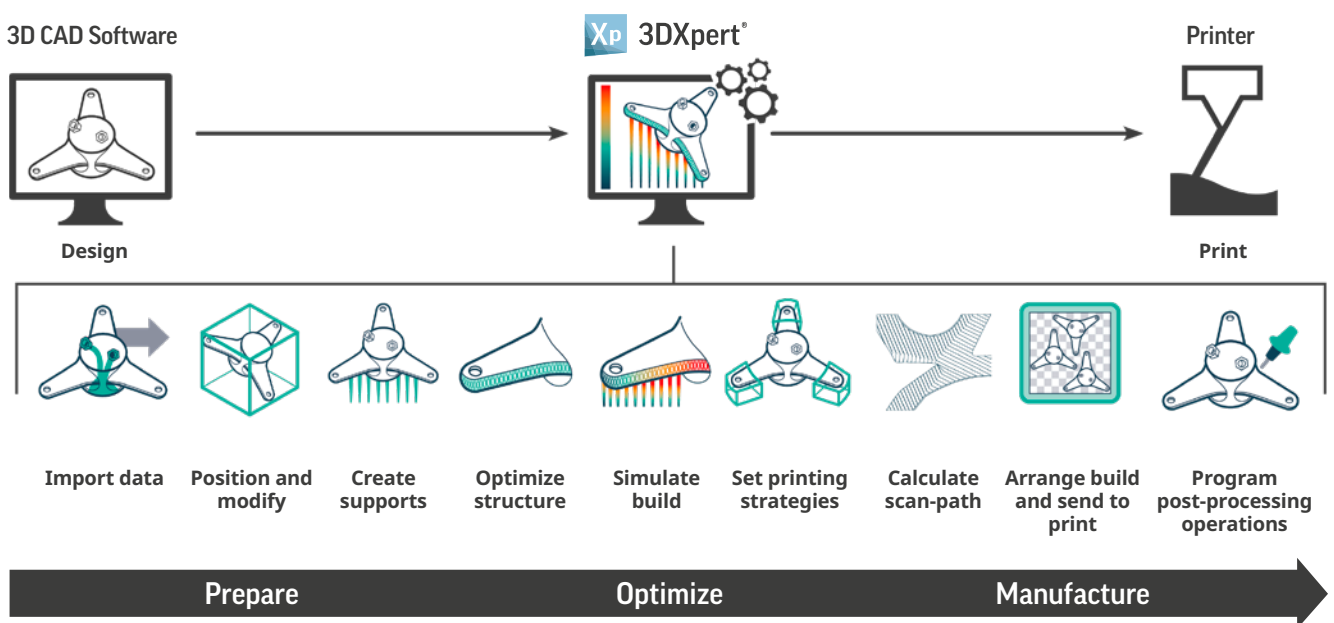 3D CAD Software
Xp 3DXpert®
Printer
Design
Print
Import data
Position and
modify
Create
supports
Optimize
structure
Simulate
build
Set printing
strategies
Calculate
scan-path
Arrange build
and send to
print
Program
post-processing
operations
Prepare
Optimize
Manufacture